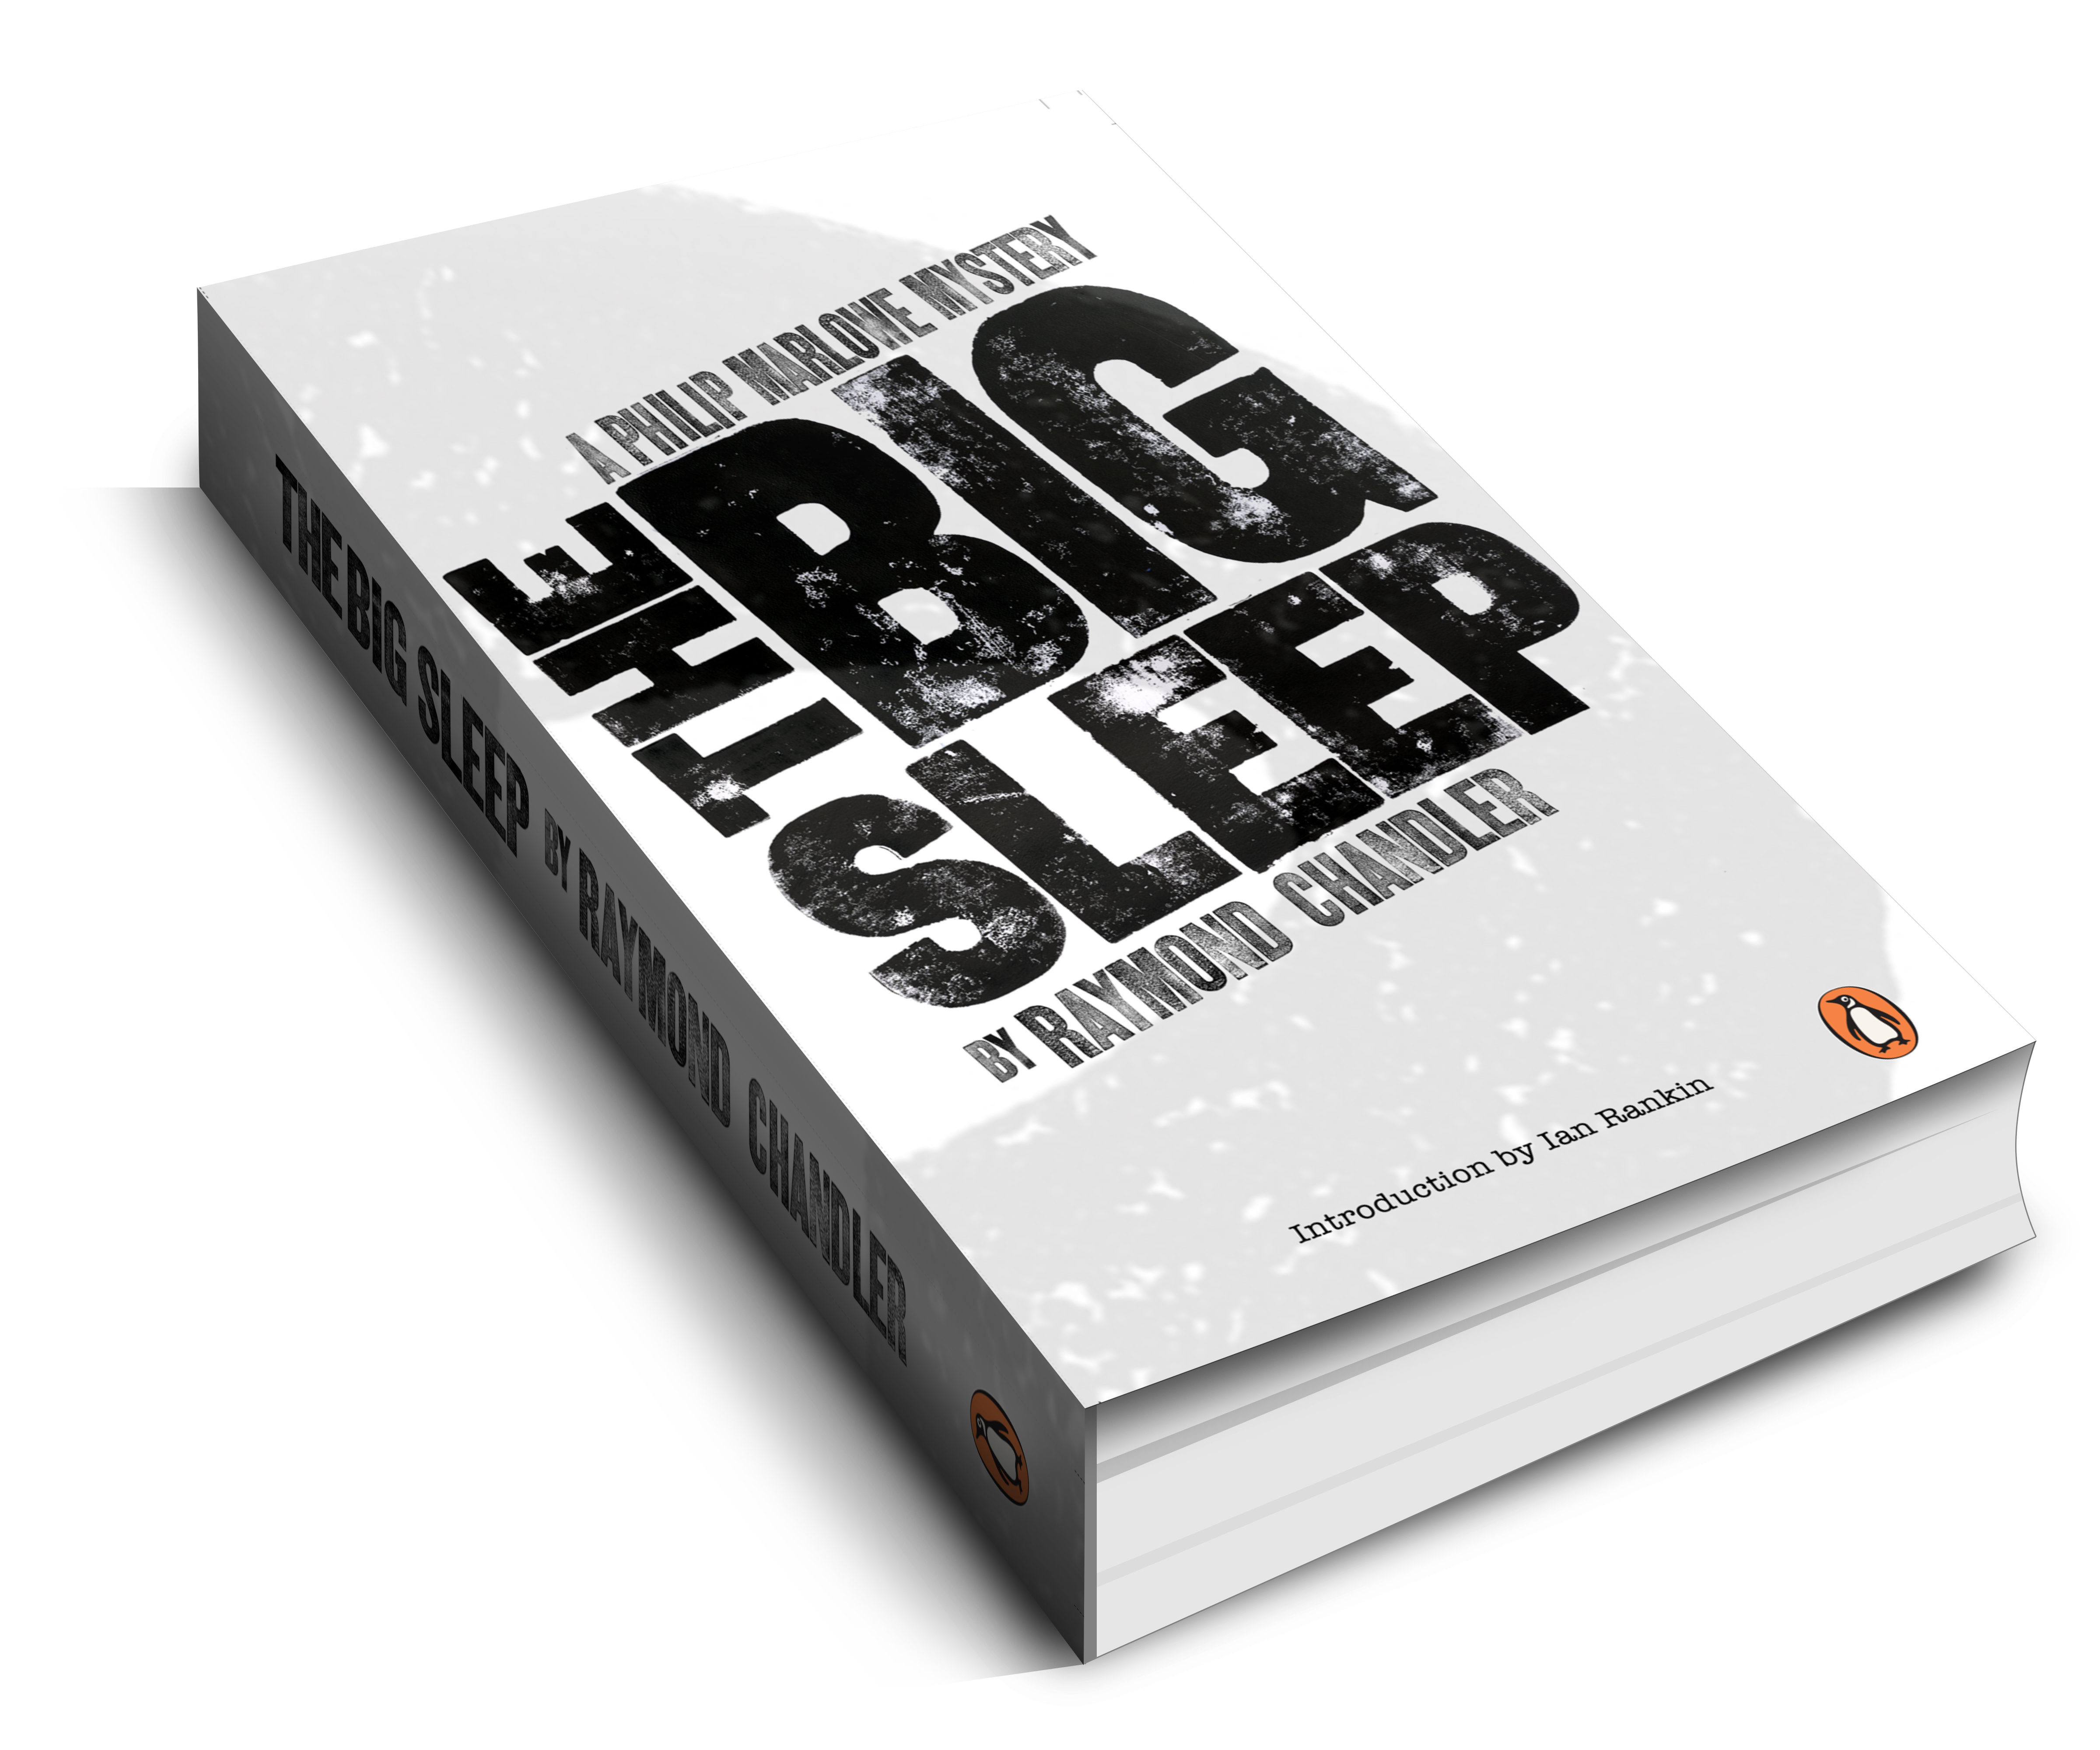 A PHILIP MARLOWE MYSTERY
THE
BIG
SLEEP
BY RAYMOND CHANDLER
Introduction by Ian Rankin
THE BiG SLEEP BY RAYMOND CHANDLER